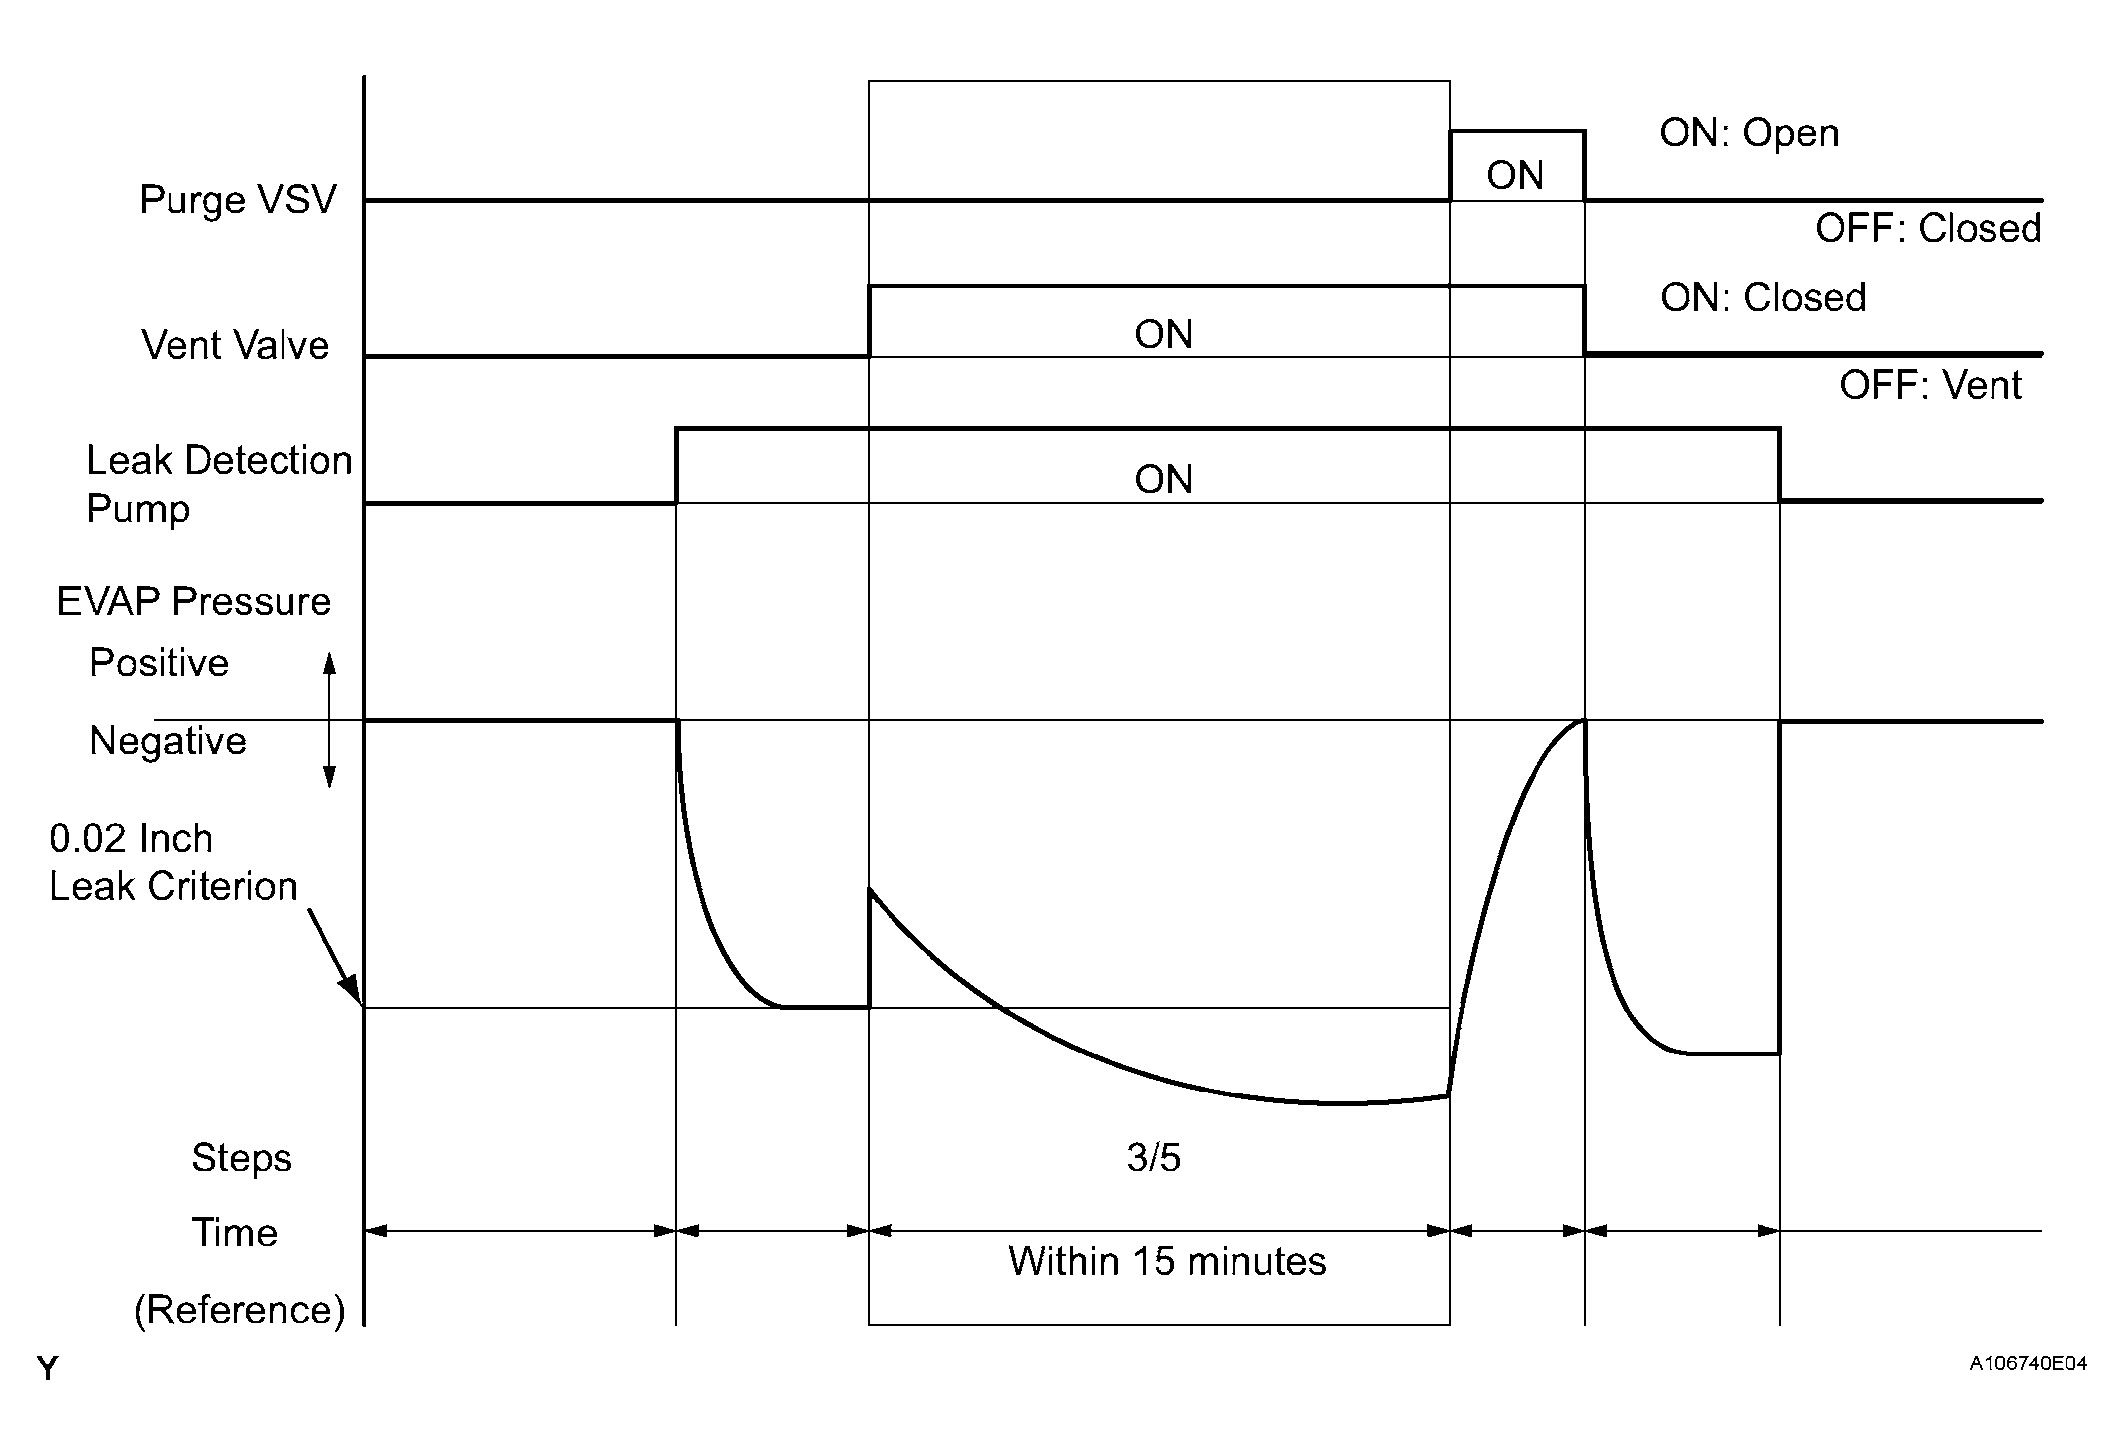 ON: Open
ON
Purge VSV
OFF: Closed
ON: Closed
ON
Vent Valve
OFF: Vent
Leak Detection
Pump
ON
EVAP Pressure
Positive
Negative
0.02 Inch
Leak Criterion
Steps
3/5
Time
Within 15 minutes
(Reference)
Y
A106740E04